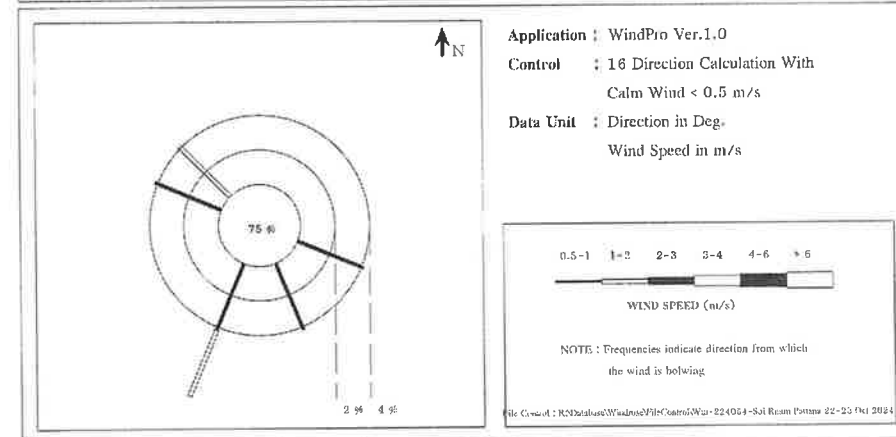 N
75 %
2 % 4 %
Application : WindPro Ver.1.0
Control : 16 Direction Calculation With
Calm Wind < 0.5 m/s
Data Unit : Direction in Deg.
Wind Speed in m/s
0.5-1 1-2 2-3 3-4 4-6 > 6
WIND SPEED (m/s)
NOTE : Frequencies indicate direction from which
the wind is bolwing